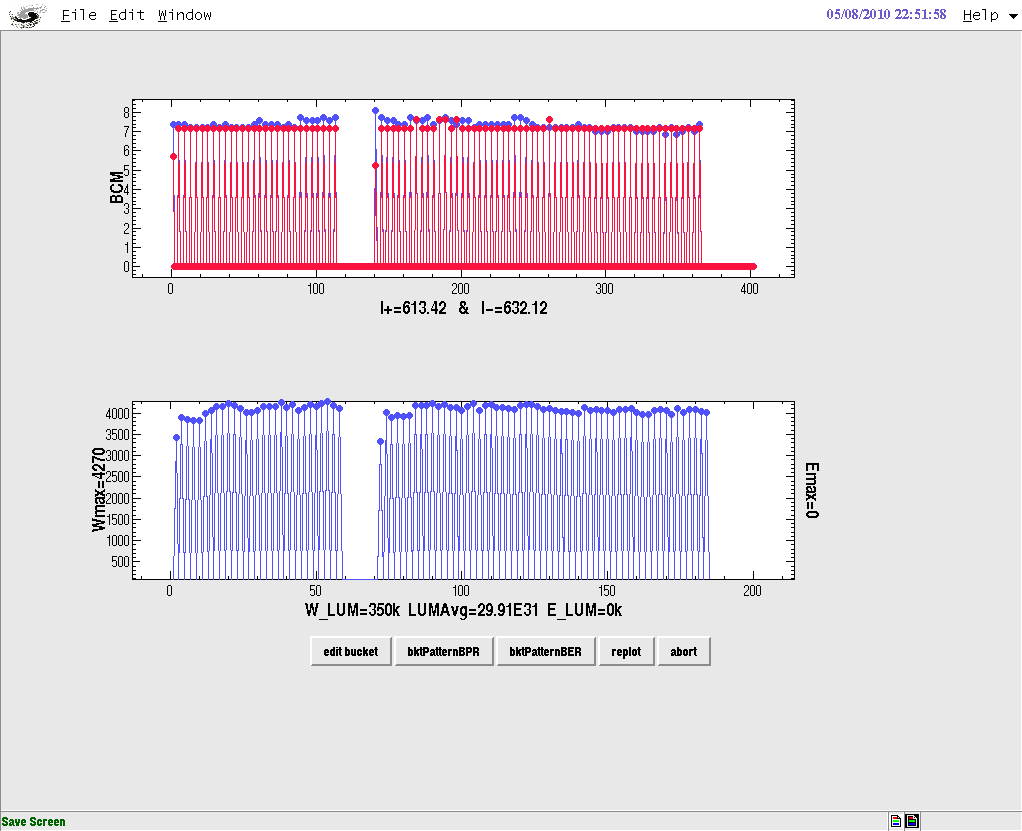 File Edit Window 05/08/2010 22:51:58 Help
8
7
6
5
4
3
2
1
0
BCM
0 100 200 300 400
I+=613.42 & I-=632.12
4000
3500
3000
2500
2000
1500
1000
500
Wmax=4270
Emax=0
0 50 100 150 200
W_LUM=350k LUMAvg=29.91E31 E_LUM=0k
edit bucket bktPatternBPR bktPatternBER replot abort
Save Screen